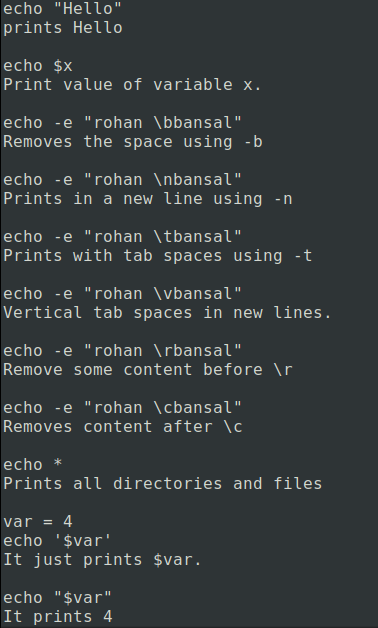 echo "Hello"
prints Hello
echo $x
Print value of variable x.
echo -e "rohan \bbansal"
Removes the space using -b
echo -e "rohan \nbansal"
Prints in a new line using -n
echo -e "rohan \tbansal"
Prints with tab spaces using -t
echo -e "rohan \vbansal"
Vertical tab spaces in new lines.
echo -e "rohan \rbansal"
Remove some content before \r
echo -e "rohan \cbansal"
Removes content after \c
echo *
Prints all directories and files
var = 4
echo '$var'
It just prints $var.
echo "$var"
It prints 4